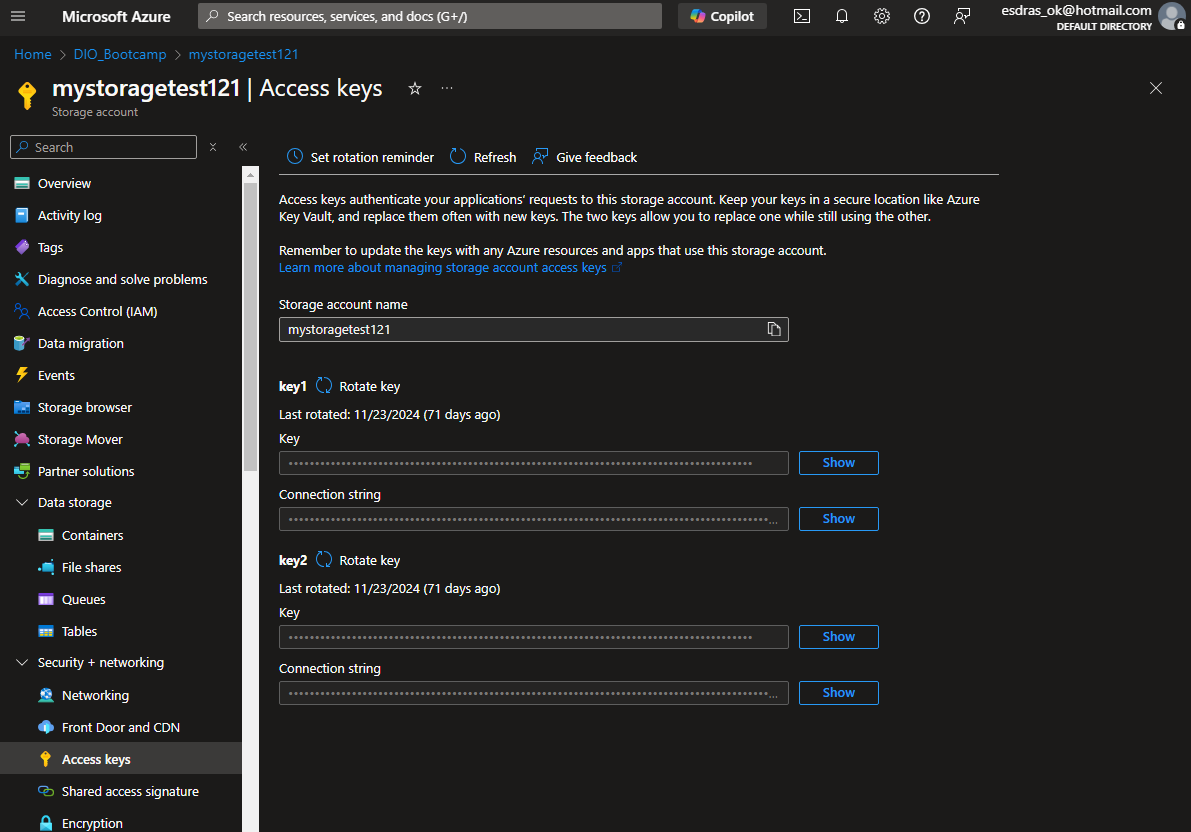 Microsoft Azure
Search resources, services, and docs (G+/)
Copilot
esdras_ok@hotmail.com
DEFAULT DIRECTORY
Home > DIO_Bootcamp > mystoragetest121
mystoragetest121 | Access keys
Storage account
Search
Overview
Activity log
Tags
Diagnose and solve problems
Access Control (IAM)
Data migration
Events
Storage browser
Storage Mover
Partner solutions
Data storage
Containers
File shares
Queues
Tables
Security + networking
Networking
Front Door and CDN
Access keys
Shared access signature
Encryption
Set rotation reminder
Refresh
Give feedback
Access keys authenticate your applications' requests to this storage account. Keep your keys in a secure location like Azure
Key Vault, and replace them often with new keys. The two keys allow you to replace one while still using the other.
Remember to update the keys with any Azure resources and apps that use this storage account.
Learn more about managing storage account access keys
Storage account name
mystoragetest121
key1 Rotate key
Last rotated: 11/23/2024 (71 days ago)
Key
Show
Connection string
Show
key2 Rotate key
Last rotated: 11/23/2024 (71 days ago)
Key
Show
Connection string
Show